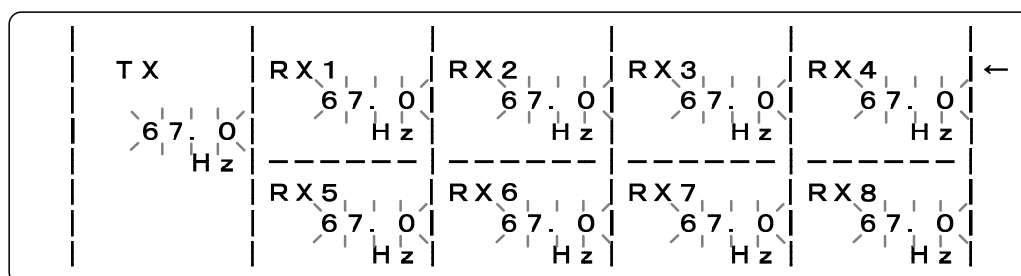 TX RX1 RX2 RX3 RX4 ←
67.0 67.0 67.0 67.0
67.0 Hz Hz Hz Hz
Hz
RX5 RX6 RX7 RX8
67.0 67.0 67.0 67.0
Hz Hz Hz Hz